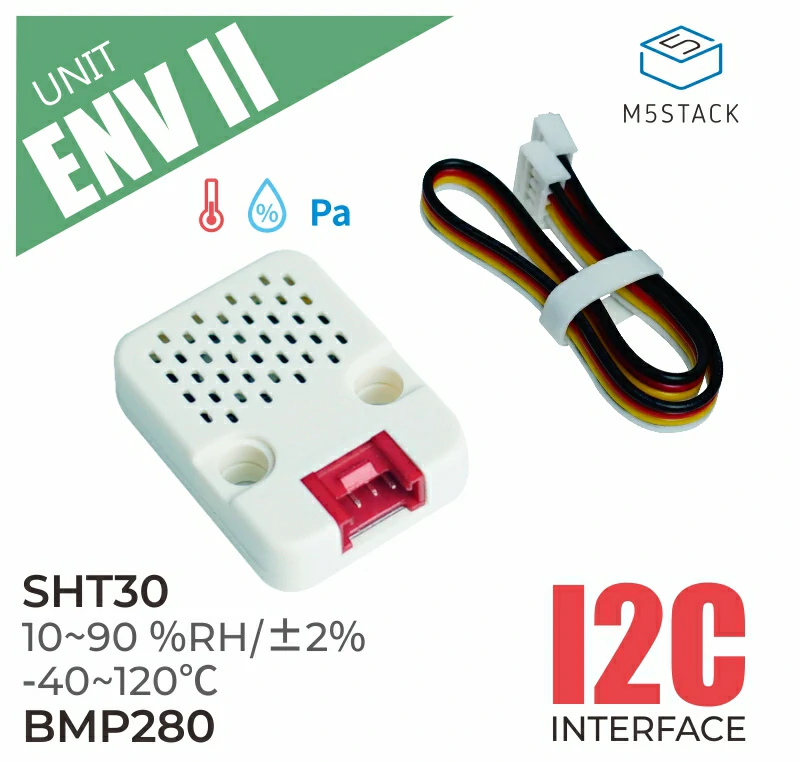 UNIT
ENV II
M5STACK
% Pa
SHT30
10~90 %RH/±2%
-40~120℃
BMP280
I2C
INTERFACE